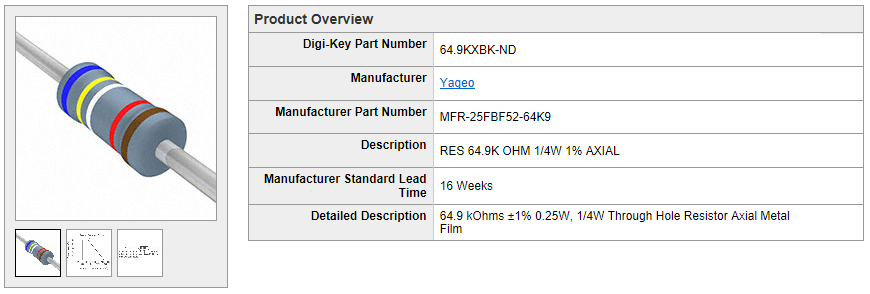 Product Overview
Digi-Key Part Number 64.9KXBK-ND
Manufacturer Yageo
Manufacturer Part Number MFR-25FBF52-64K9
Description RES 64.9K OHM 1/4W 1% AXIAL
Manufacturer Standard Lead
Time 16 Weeks
Detailed Description 64.9 kOhms ±1% 0.25W, 1/4W Through Hole Resistor Axial Metal
Film